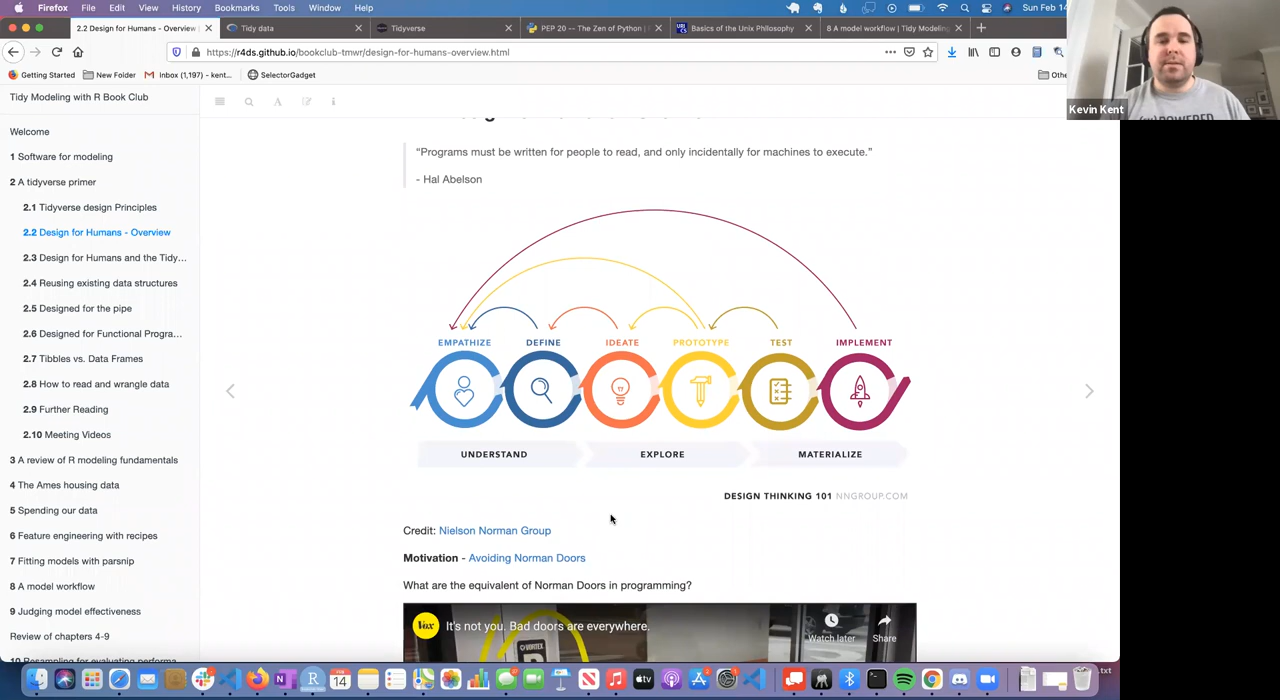 Firefox File Edit View History Bookmarks Tools Window Help
Sun Feb 14
2.2 Design for Humans - Overview
Tidy data
Tidyverse
PEP 20 -- The Zen of Python |
Basics of the Unix Philosophy
8 A model workflow | Tidy Modeling
https://r4ds.github.io/bookclub-tmwr/design-for-humans-overview.html
Getting Started New Folder Inbox (1,197) - kent... SelectorGadget
Kevin Kent
Tidy Modeling with R Book Club
Welcome
1 Software for modeling
2 A tidyverse primer
2.1 Tidyverse design Principles
2.2 Design for Humans - Overview
2.3 Design for Humans and the Tidy...
2.4 Reusing existing data structures
2.5 Designed for the pipe
2.6 Designed for Functional Progra...
2.7 Tibbles vs. Data Frames
2.8 How to read and wrangle data
2.9 Further Reading
2.10 Meeting Videos
3 A review of R modeling fundamentals
4 The Ames housing data
5 Spending our data
6 Feature engineering with recipes
7 Fitting models with parsnip
8 A model workflow
9 Judging model effectiveness
Review of chapters 4-9
“Programs must be written for people to read, and only incidentally for machines to execute.”
- Hal Abelson
EMPATHIZE DEFINE IDEATE PROTOTYPE TEST IMPLEMENT
UNDERSTAND EXPLORE MATERIALIZE
DESIGN THINKING 101 NNGROUP.COM
Credit: Nielson Norman Group
Motivation - Avoiding Norman Doors
What are the equivalent of Norman Doors in programming?
Vox
It's not you. Bad doors are everywhere.
Watch later Share
.txt